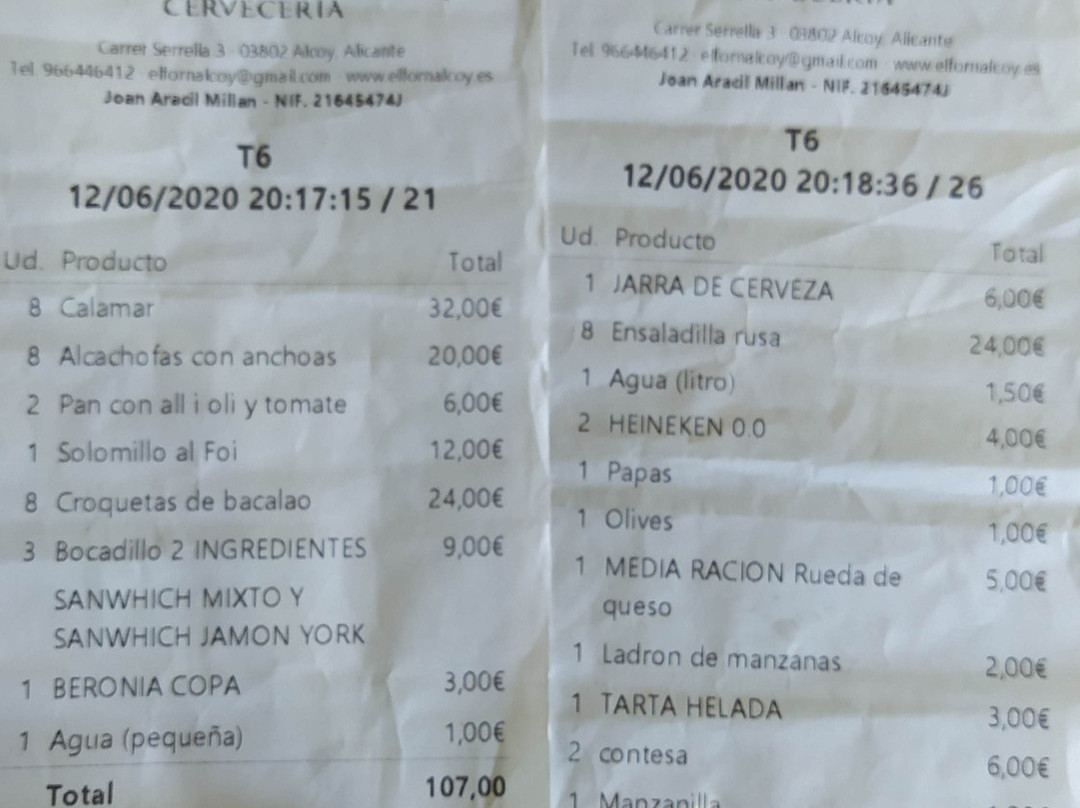 CERVECERIA
Carrer Serrella 3 · 03802 Alcoy. Alicante
Tel. 966446412 · elfornalcoy@gmail.com · www.elfornalcoy.es
Joan Aracil Millan - NIF. 21645474J
T6
12/06/2020 20:17:15 / 21
Ud. Producto Total
8 Calamar 32,00€
8 Alcachofas con anchoas 20,00€
2 Pan con all i oli y tomate 6,00€
1 Solomillo al Foi 12,00€
8 Croquetas de bacalao 24,00€
3 Bocadillo 2 INGREDIENTES 9,00€
SANWHICH MIXTO Y
SANWHICH JAMON YORK
1 BERONIA COPA 3,00€
1 Agua (pequeña) 1,00€
Total 107,00
Carrer Serrella 3 · 03802 Alcoy. Alicante
Tel. 966446412 · elfornalcoy@gmail.com · www.elfornalcoy.es
Joan Aracil Millan - NIF. 21645474J
T6
12/06/2020 20:18:36 / 26
Ud. Producto Total
1 JARRA DE CERVEZA 6,00€
8 Ensaladilla rusa 24,00€
1 Agua (litro) 1,50€
2 HEINEKEN 0.0 4,00€
1 Papas 1,00€
1 Olives 1,00€
1 MEDIA RACION Rueda de 5,00€
queso
1 Ladron de manzanas 2,00€
1 TARTA HELADA 3,00€
2 contesa 6,00€
1 Manzanilla